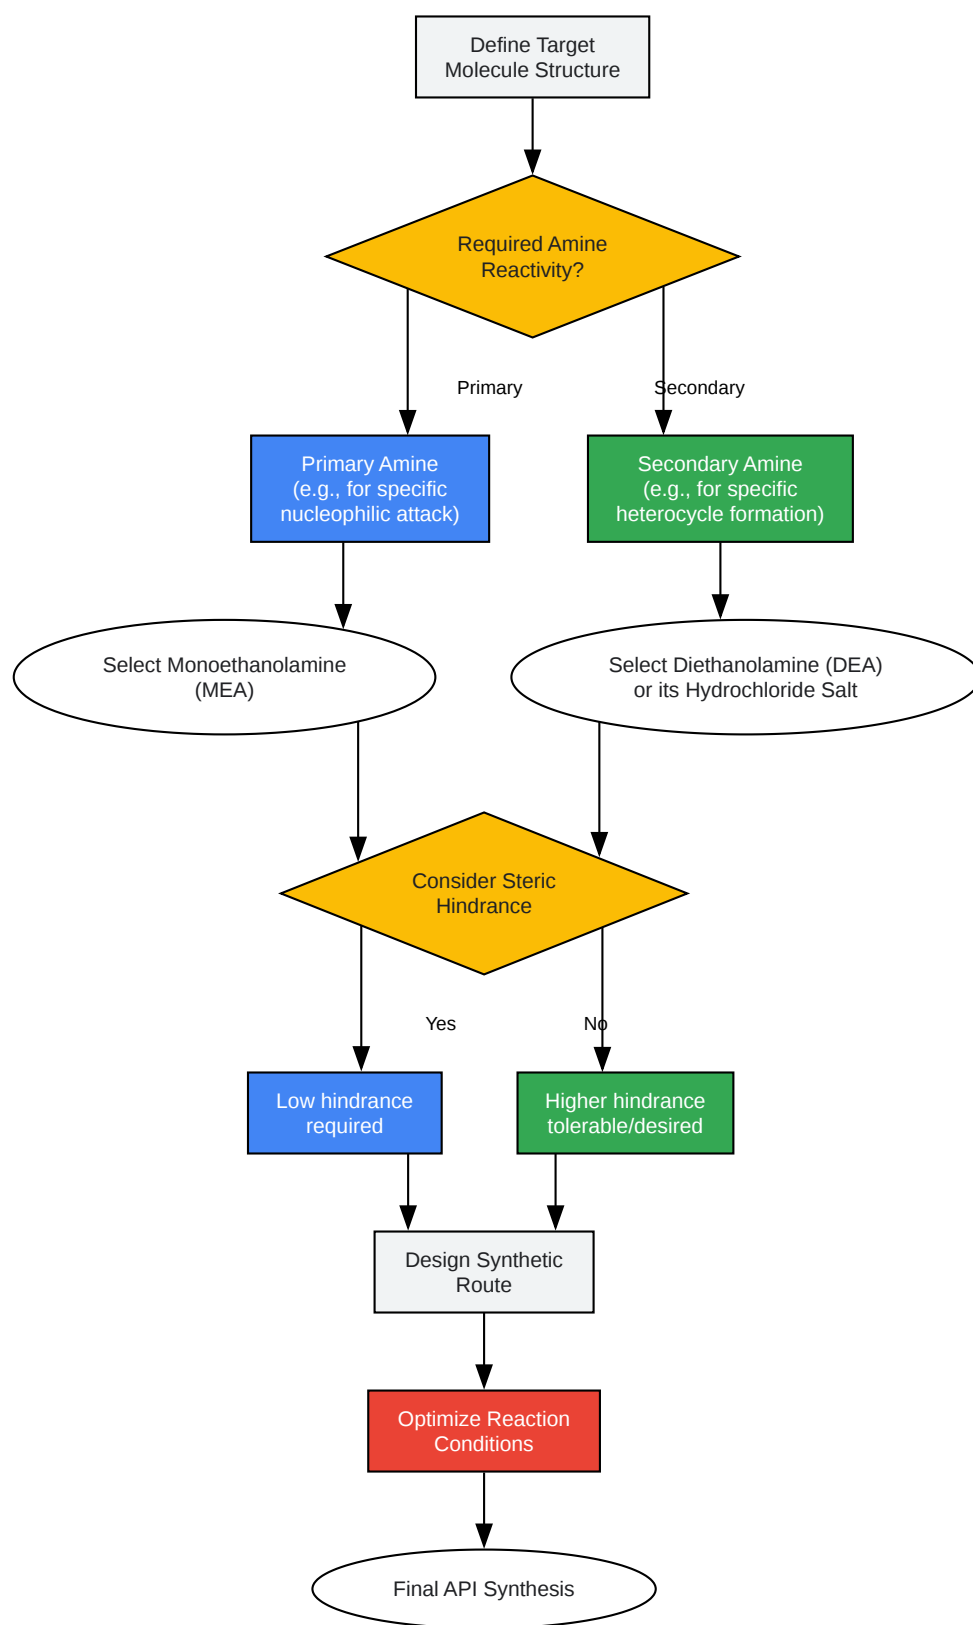 Define Target
Molecule Structure
Required Amine
Reactivity?
Primary
Secondary
Primary Amine
(e.g., for specific
nucleophilic attack)
Secondary Amine
(e.g., for specific
heterocycle formation)
Select Monoethanolamine
(MEA)
Select Diethanolamine (DEA)
or its Hydrochloride Salt
Consider Steric
Hindrance
Yes
No
Low hindrance
required
Higher hindrance
tolerable/desired
Design Synthetic
Route
Optimize Reaction
Conditions
Final API Synthesis